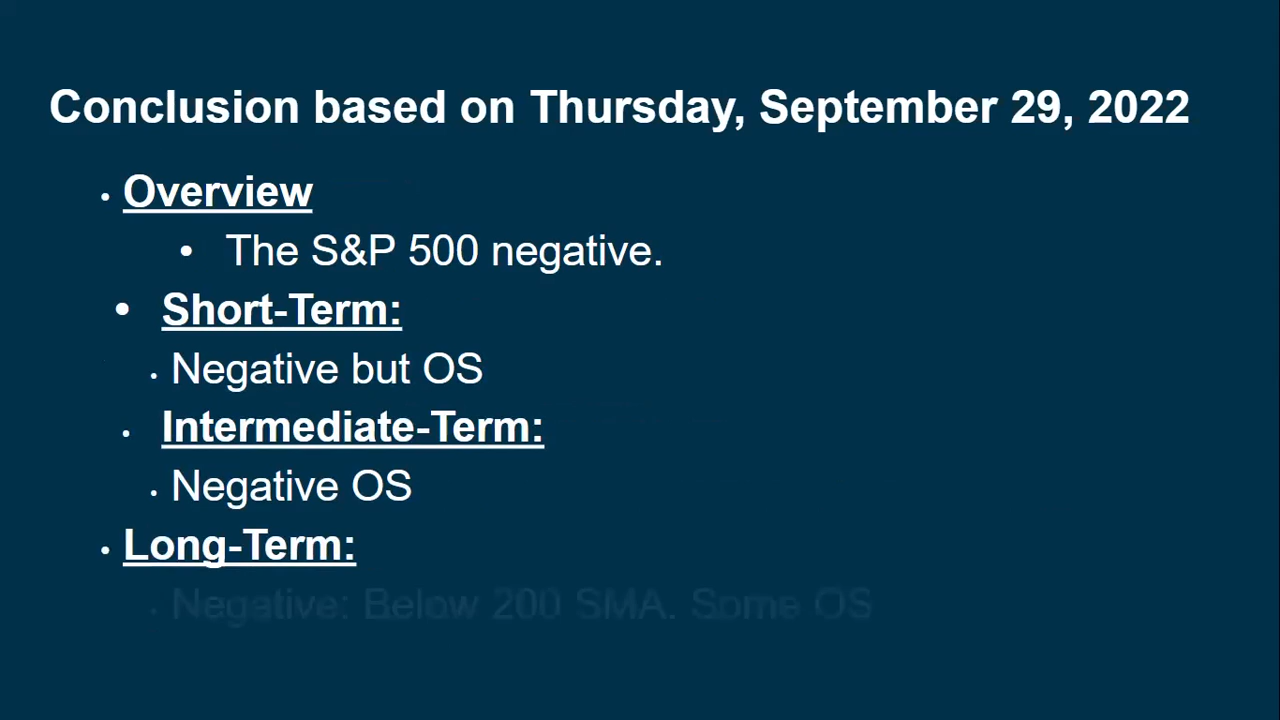 Conclusion based on Thursday, September 29, 2022
• Overview
• The S&P 500 negative.
• Short-Term:
• Negative but OS
• Intermediate-Term:
• Negative OS
• Long-Term:
• Negative: Below 200 SMA. Some OS